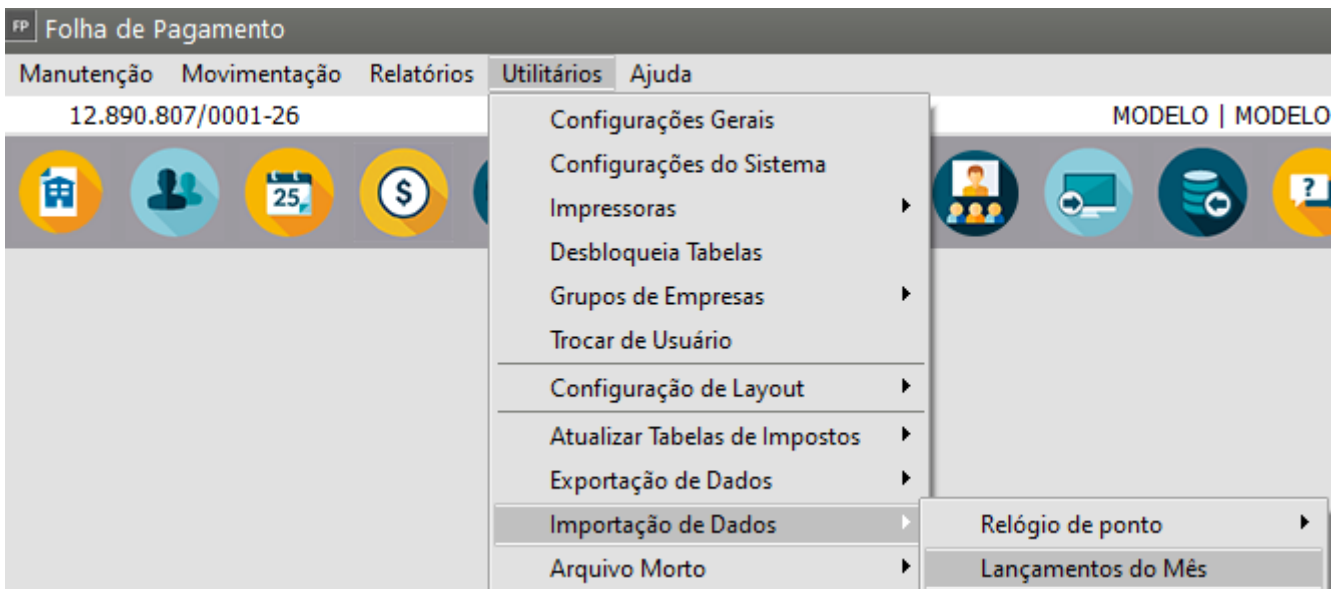 FP Folha de Pagamento
Manutenção Movimentação Relatórios Utilitários Ajuda
12.890.807/0001-26 MODELO | MODELO
25
$
?
Configurações Gerais
Configurações do Sistema
Impressoras
Desbloqueia Tabelas
Grupos de Empresas
Trocar de Usuário
Configuração de Layout
Atualizar Tabelas de Impostos
Exportação de Dados
Importação de Dados
Relógio de ponto
Arquivo Morto
Lançamentos do Mês